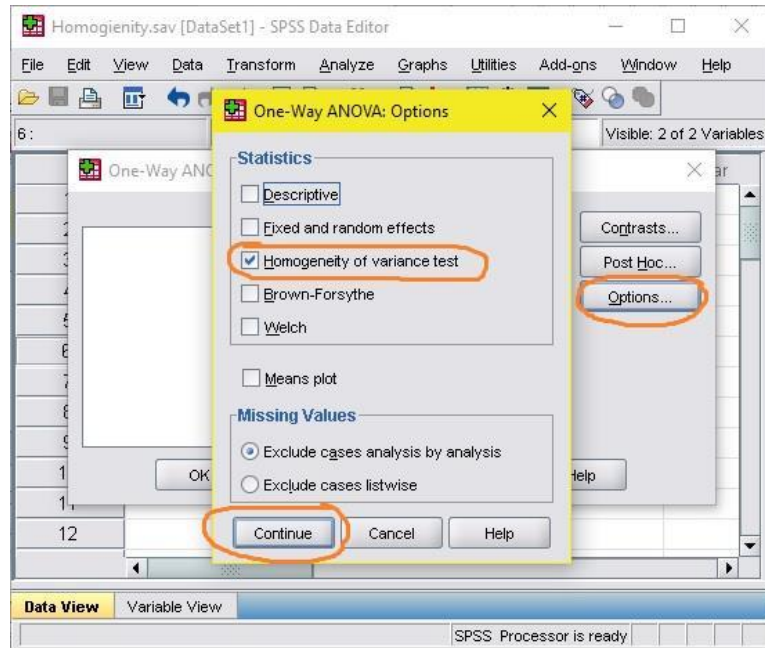 Homogienity.sav [DataSet1] - SPSS Data Editor
File Edit View Data Transform Analyze Graphs Utilities Add-ons Window Help
One-Way ANOVA: Options
6 :
Visible: 2 of 2 Variables
One-Way ANO
ar
Statistics
Descriptive
Fixed and random effects
Homogeneity of variance test
Brown-Forsythe
Welch
Means plot
Missing Values
Exclude cases analysis by analysis
Exclude cases listwise
Continue Cancel Help
Contrasts...
Post Hoc...
Options...
OK
Help
12
Data View Variable View
SPSS Processor is ready